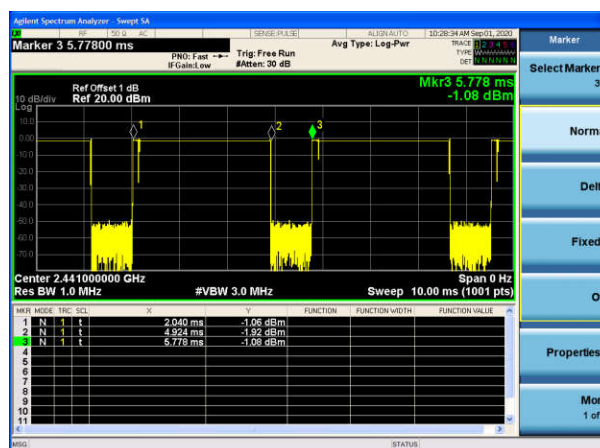 Agilent Spectrum Analyzer - Swept SA
RF 50 Ω AC SENSE:PULSE ALIGNAUTO 10:28:34 AM Sep 01, 2020
Marker 3 5.77800 ms
PNO: Fast Trig: Free Run
IFGain:Low #Atten: 30 dB
Avg Type: Log-Pwr
TRACE 1 2 3 4 5 6
TYPE
DET N N N N N N
Ref Offset 1 dB
10 dB/div Ref 20.00 dBm
Log
Mkr3 5.778 ms
-1.08 dBm
10.0
0.00
-10.0
-20.0
-30.0
-40.0
-50.0
-60.0
-70.0
1
2
3
Center 2.441000000 GHz Span 0 Hz
Res BW 1.0 MHz #VBW 3.0 MHz Sweep 10.00 ms (1001 pts)
MKR MODE TRC SCL X Y FUNCTION FUNCTION WIDTH FUNCTION VALUE
1 N 1 t 2.040 ms -1.06 dBm
2 N 1 t 4.924 ms -1.92 dBm
3 N 1 t 5.778 ms -1.08 dBm
4
5
6
7
8
9
10
11
MSG STATUS
Marker
Select Marker
3
Norma
Delt
Fixed
O
Properties
Mor
1 of